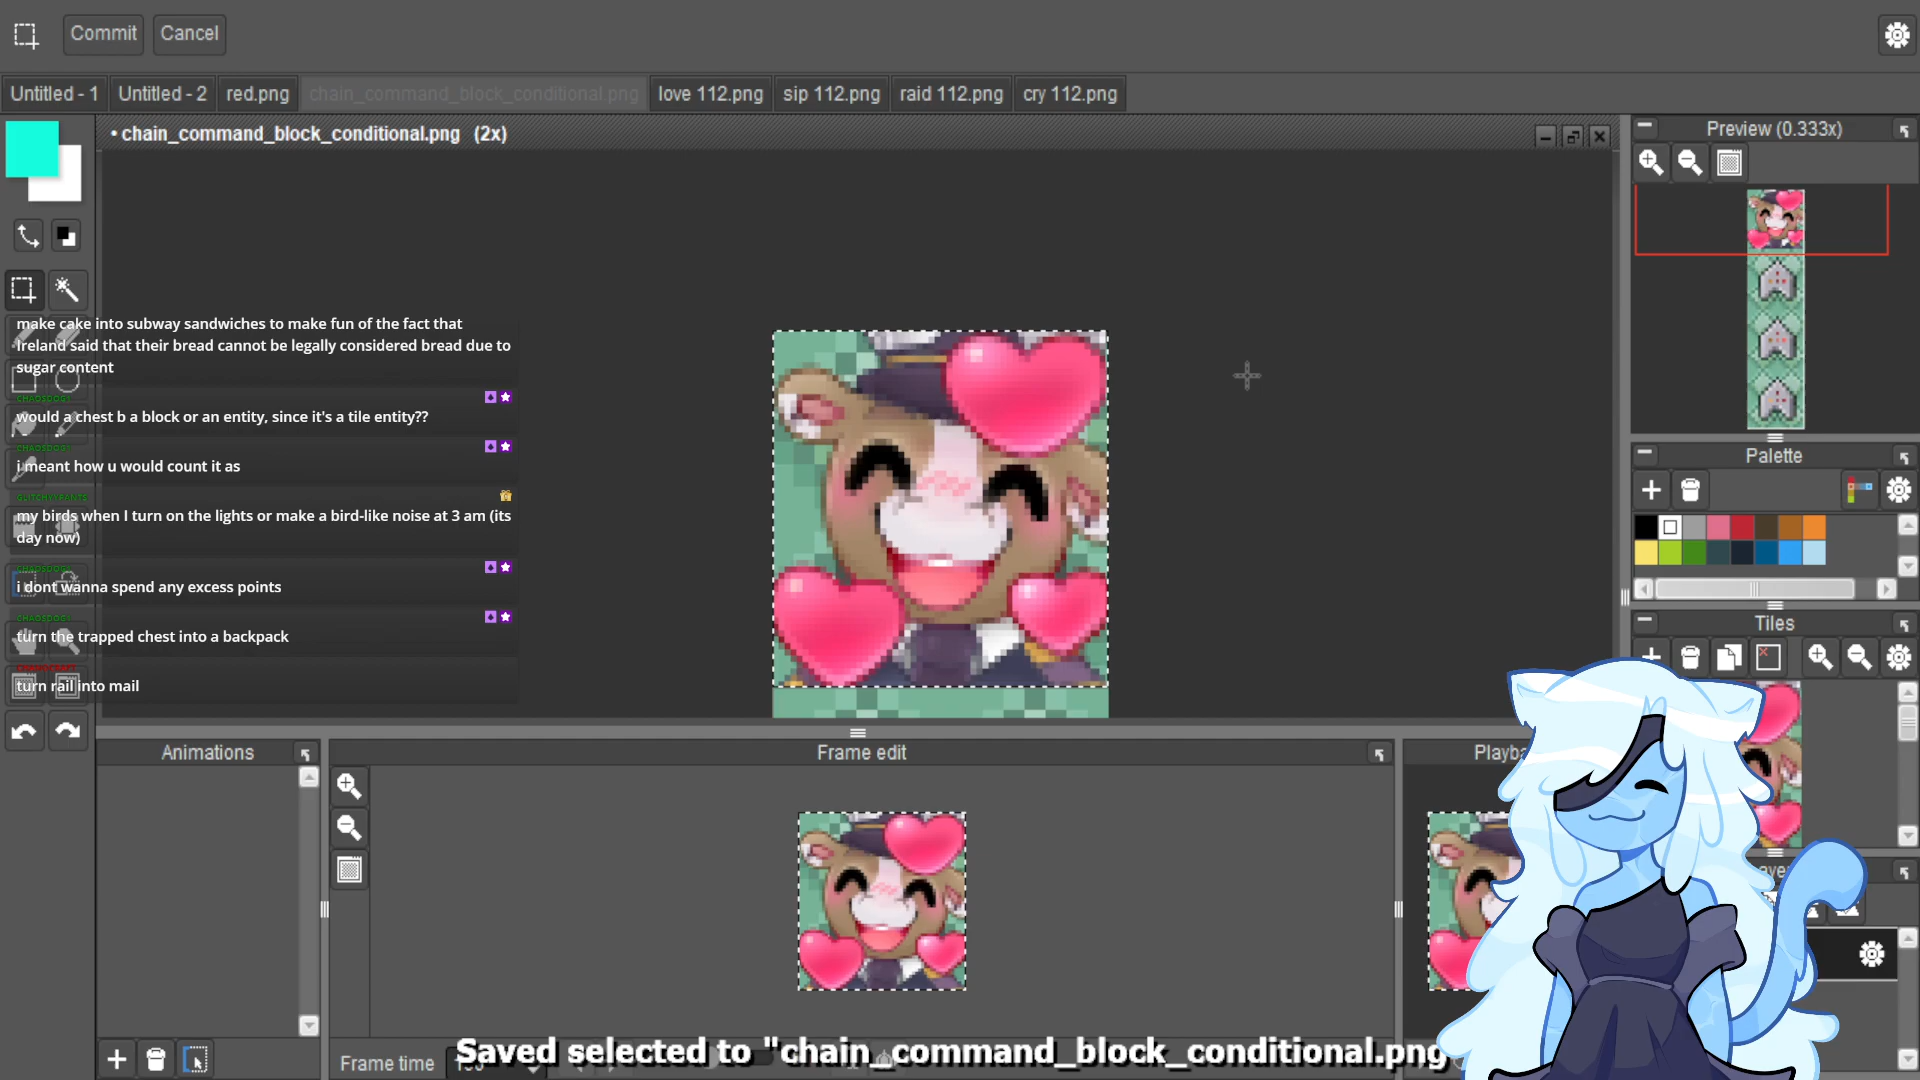 Commit
Cancel
Untitled - 1
Untitled - 2
red.png
chain_command_block_conditional.png
love 112.png
sip 112.png
raid 112.png
cry 112.png
• chain_command_block_conditional.png (2x)
Preview (0.333x)
make cake into subway sandwiches to make fun of the fact that
Ireland said that their bread cannot be legally considered bread due to
sugar content
CHAOSDOGY
would a chest b a block or an entity, since it's a tile entity??
CHAOSDOGY
i meant how u would count it as
my birds when I turn on the lights or make a bird-like noise at 3 am (its
day now)
CHAOSDOGY
i dont wanna spend any excess points
CHAOSDOGY
turn the trapped chest into a backpack
turn rail into mail
Palette
Tiles
Animations
Frame edit
Frame time
Saved selected to "chain_command_block_conditional.png